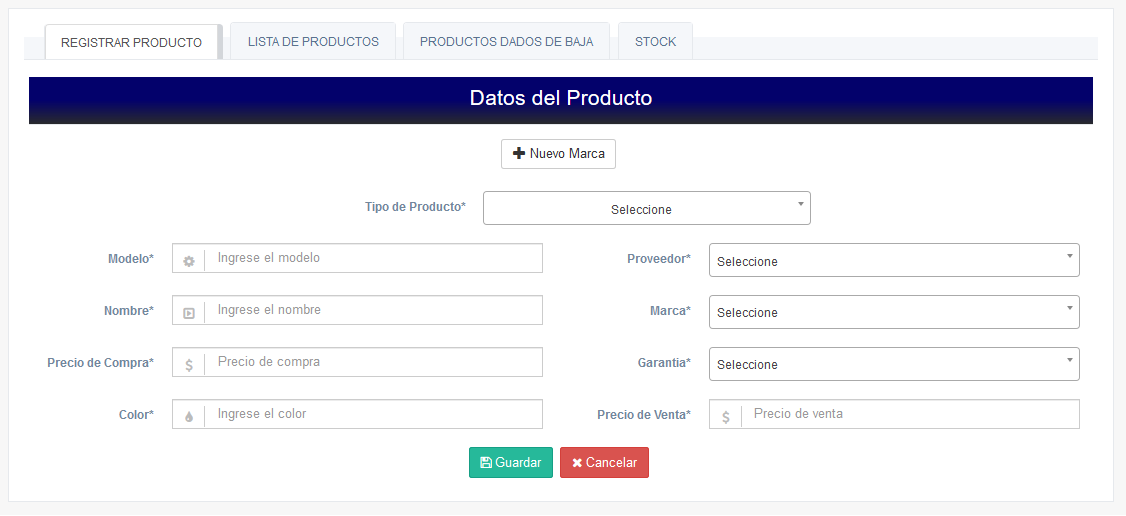 REGISTRAR PRODUCTO LISTA DE PRODUCTOS PRODUCTOS DADOS DE BAJA STOCK
Datos del Producto
Nuevo Marca
Tipo de Producto* Seleccione
Modelo* Ingrese el modelo Proveedor* Seleccione
Nombre* Ingrese el nombre Marca* Seleccione
Precio de Compra* $ Precio de compra Garantia* Seleccione
Color* Ingrese el color Precio de Venta* $ Precio de venta
Guardar Cancelar